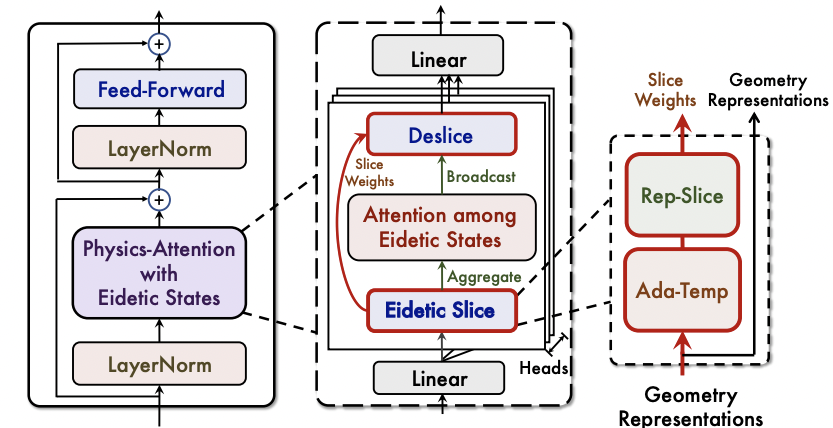 +
Feed-Forward
LayerNorm
+
Physics-Attention
with
Eidetic States
LayerNorm
Linear
Deslice
Slice
Weights
Broadcast
Attention among
Eidetic States
Aggregate
Eidetic Slice
Heads
Linear
Slice
Weights
Geometry
Representations
Rep-Slice
Ada-Temp
Geometry
Representations